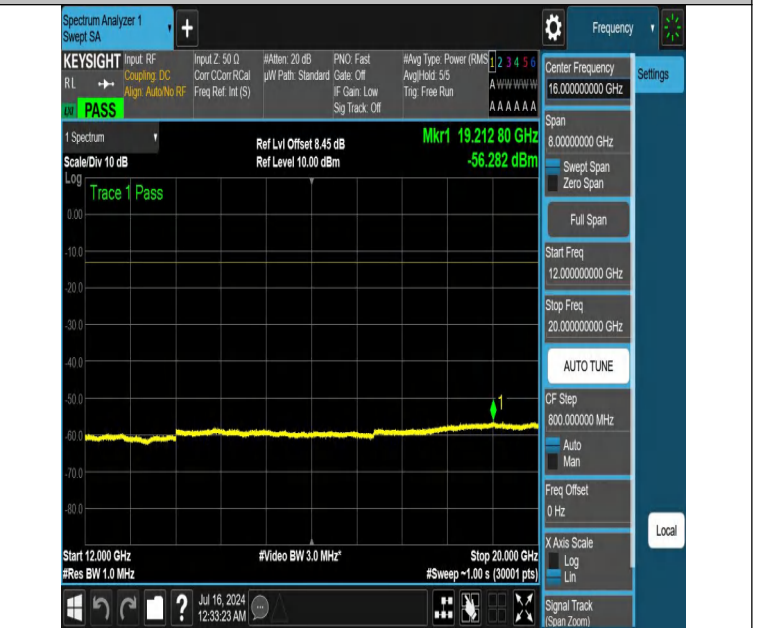 Spectrum Analyzer 1
Swept SA
+
Frequency
KEYSIGHT
RL
PASS
Input: RF
Coupling: DC
Align: Auto/No RF
Input Z: 50 Ω
Corr CCorr RCal
Freq Ref: Int (S)
#Atten: 20 dB
µW Path: Standard
PNO: Fast
Gate: Off
IF Gain: Low
Sig Track: Off
#Avg Type: Power (RMS
Avg|Hold: 5/5
Trig: Free Run
1 2 3 4 5 6
A W W W W W
A A A A A A
1 Spectrum
Scale/Div 10 dB
Ref Lvl Offset 8.45 dB
Ref Level 10.00 dBm
Mkr1 19.212 80 GHz
-56.282 dBm
Log
Trace 1 Pass
0.00
-10.0
-20.0
-30.0
-40.0
-50.0
-60.0
-70.0
-80.0
1
Start 12.000 GHz
#Res BW 1.0 MHz
#Video BW 3.0 MHz*
Stop 20.000 GHz
#Sweep ~1.00 s (30001 pts)
Center Frequency
16.000000000 GHz
Settings
Span
8.00000000 GHz
Swept Span
Zero Span
Full Span
Start Freq
12.000000000 GHz
Stop Freq
20.000000000 GHz
AUTO TUNE
CF Step
800.000000 MHz
Auto
Man
Freq Offset
0 Hz
X Axis Scale
Log
Lin
Local
Signal Track
(Span Zoom)
?
Jul 16, 2024
12:33:23 AM